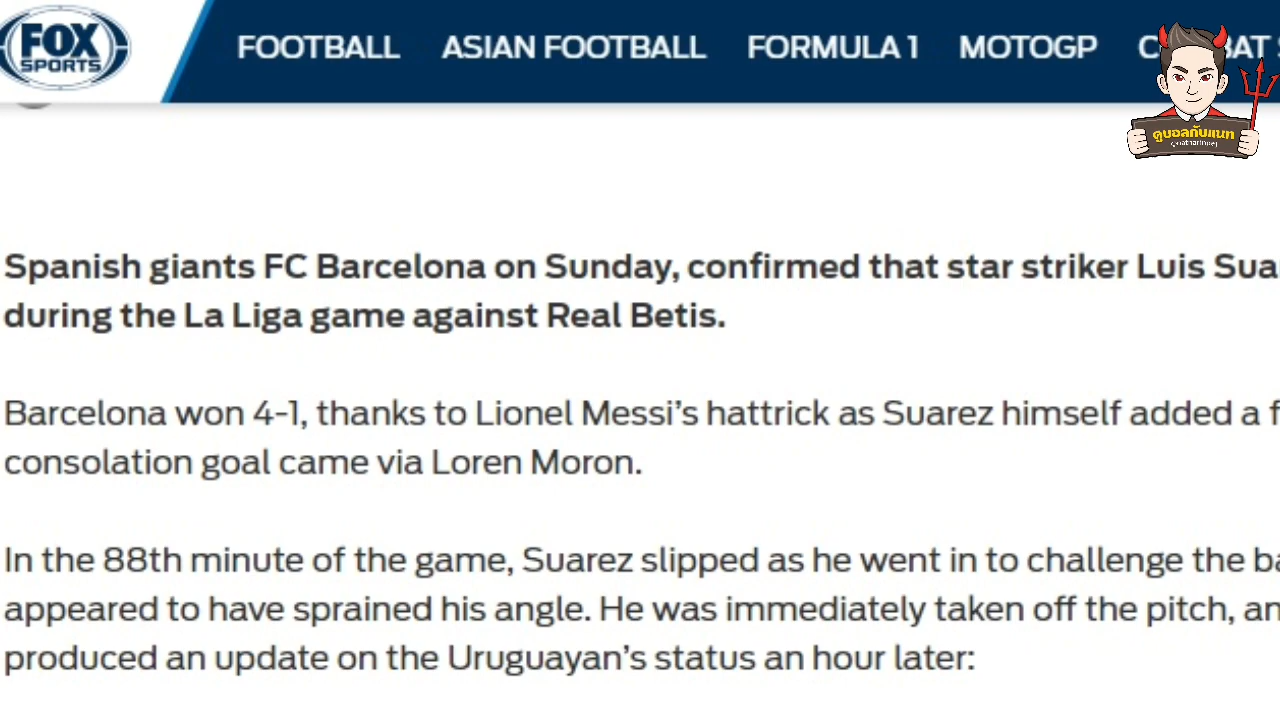 FOX
SPORTS
FOOTBALL ASIAN FOOTBALL FORMULA 1 MOTOGP
ดูบอลกับแนท
Spanish giants FC Barcelona on Sunday, confirmed that star striker Luis Sua
during the La Liga game against Real Betis.
Barcelona won 4-1, thanks to Lionel Messi’s hattrick as Suarez himself added a f
consolation goal came via Loren Moron.
In the 88th minute of the game, Suarez slipped as he went in to challenge the ba
appeared to have sprained his angle. He was immediately taken off the pitch, an
produced an update on the Uruguayan’s status an hour later: